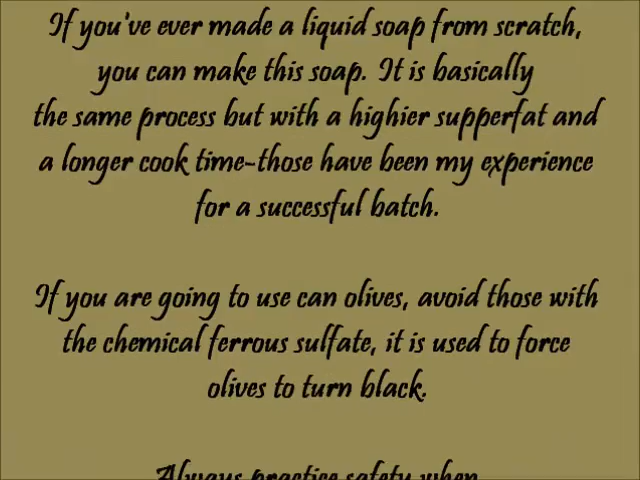 If you've ever made a liquid soap from scratch,
you can make this soap. It is basically
the same process but with a highier supperfat and
a longer cook time-those have been my experience
for a successful batch.
If you are going to use can olives, avoid those with
the chemical ferrous sulfate, it is used to force
olives to turn black.
Always practice safety when